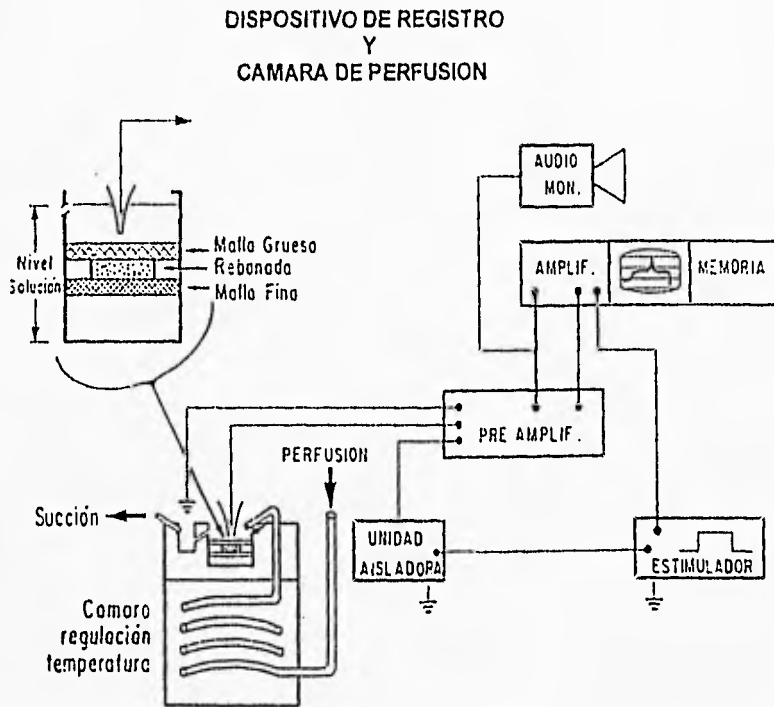 DISPOSITIVO DE REGISTRO
Y
CAMARA DE PERFUSION
AUDIO
MON.
Malla Gruesa
Rebanada
Malla Fina
Nivel
Solución
AMPLIF.
MEMORIA
PRE AMPLIF.
PERFUSION
Succión
UNIDAD
AISLADORA
ESTIMULADOR
Camara
regulación
temperatura